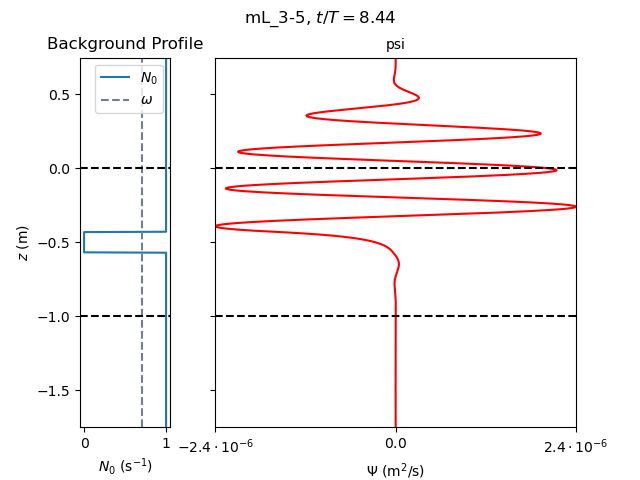 mL_3-5, t/T = 8.44
Background Profile
psi
N₀
ω
0.5
0.0
−0.5
−1.0
−1.5
z (m)
0
1
N₀ (s⁻¹)
−2.4 · 10⁻⁶
0.0
2.4 · 10⁻⁶
Ψ (m²/s)